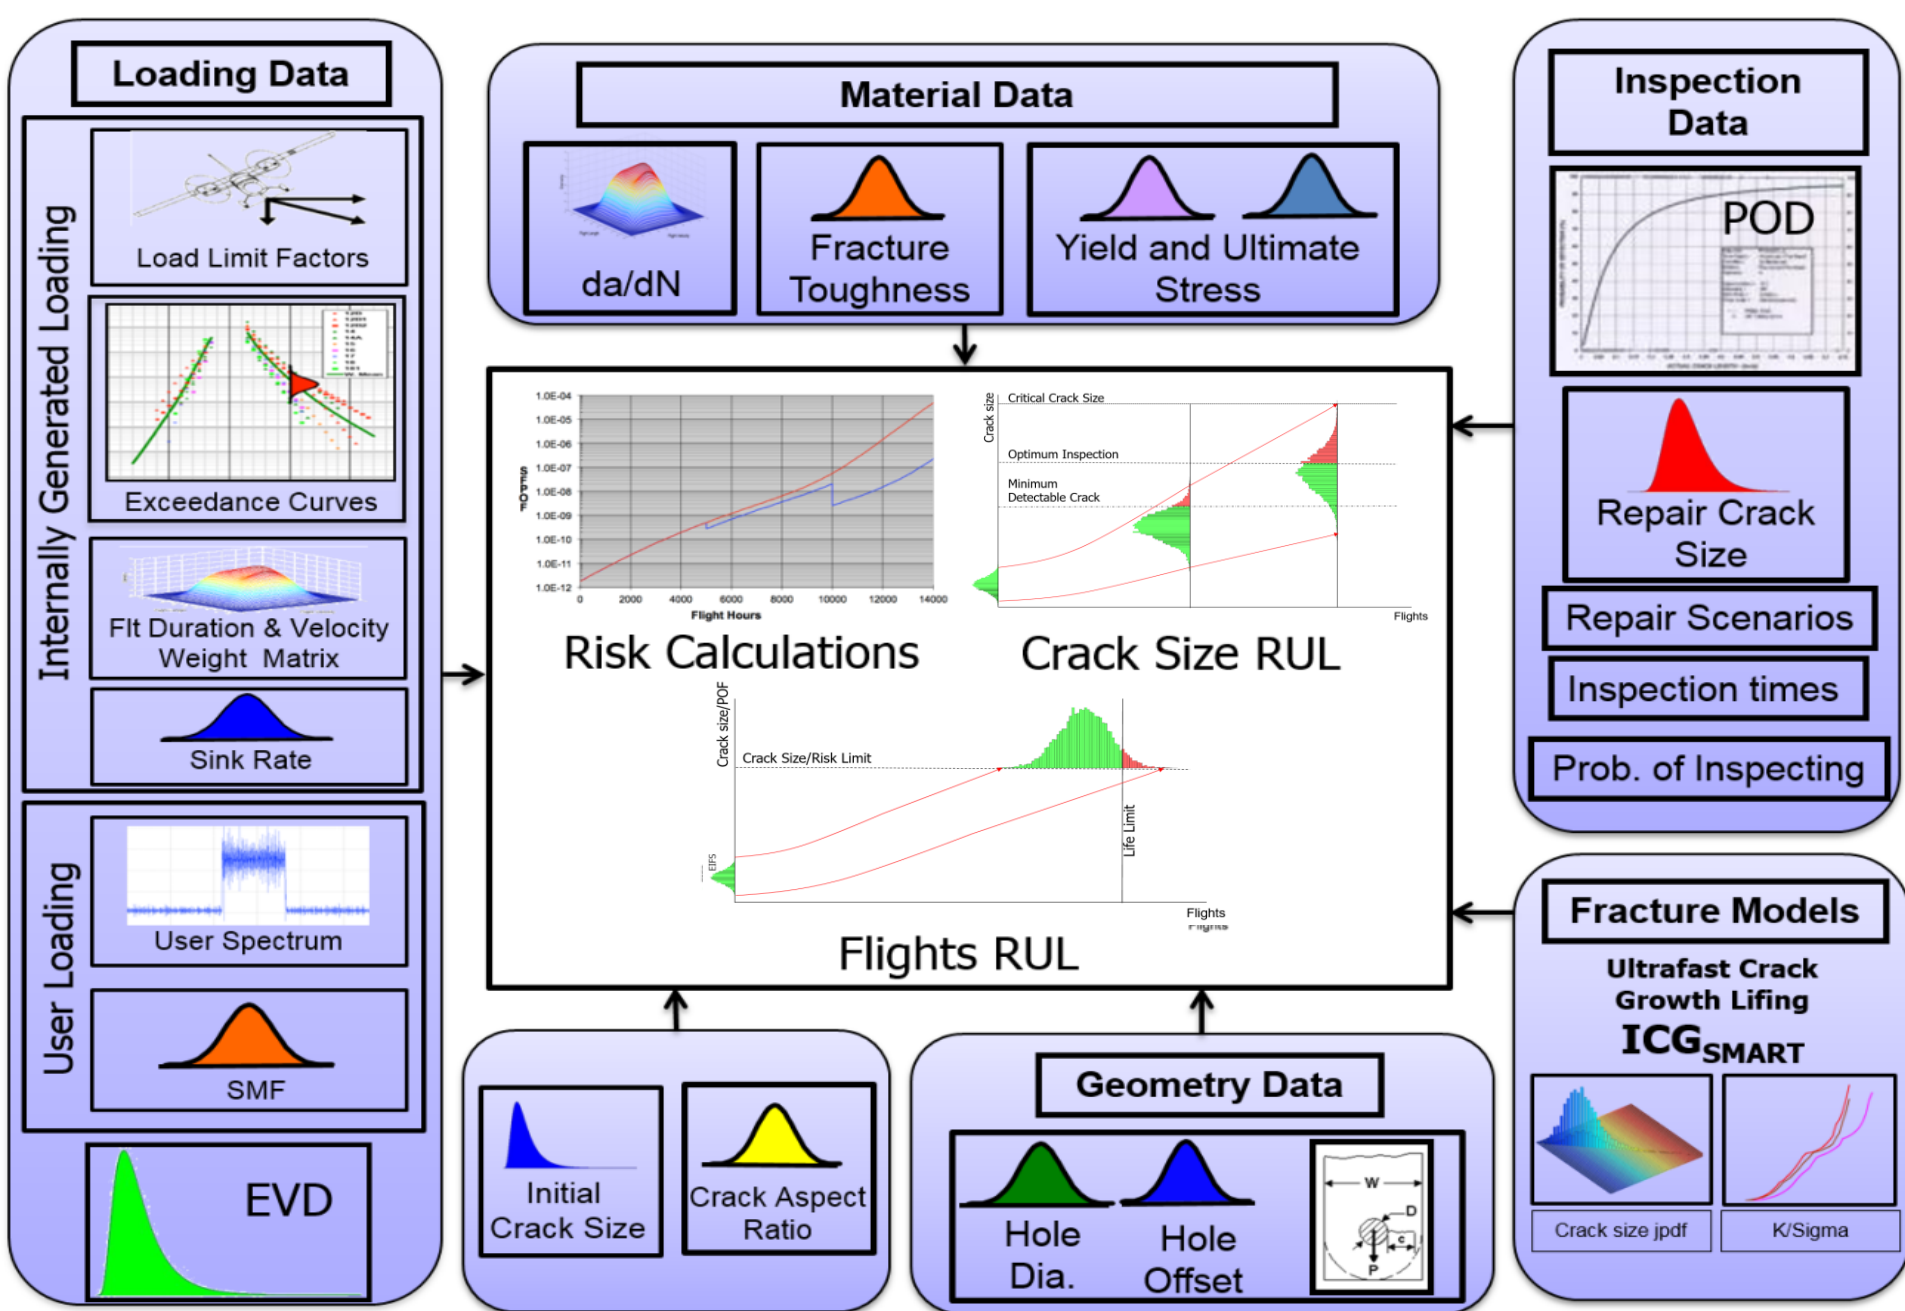 Loading Data
Internally Generated Loading
Load Limit Factors
Exceedance Curves
Flt Duration & Velocity
Weight Matrix
Sink Rate
User Loading
User Spectrum
SMF
EVD
Material Data
da/dN
Fracture
Toughness
Yield and Ultimate
Stress
1.0E-04
1.0E-05
1.0E-06
1.0E-07
1.0E-08
1.0E-09
1.0E-10
1.0E-11
1.0E-12
SFPOF
0 2000 4000 6000 8000 10000 12000 14000
Flight Hours
Risk Calculations
Crack size
Critical Crack Size
Optimum Inspection
Minimum
Detectable Crack
Flights
Crack Size RUL
Crack size/POF
Crack Size/Risk Limit
EIFS
Life Limit
Flights
Flights
Flights RUL
Initial
Crack Size
Crack Aspect
Ratio
Geometry Data
Hole
Dia.
Hole
Offset
W
D
c
P
Inspection
Data
POD
Repair Crack
Size
Repair Scenarios
Inspection times
Prob. of Inspecting
Fracture Models
Ultrafast Crack
Growth Lifing
ICGSMART
Crack size jpdf
K/Sigma